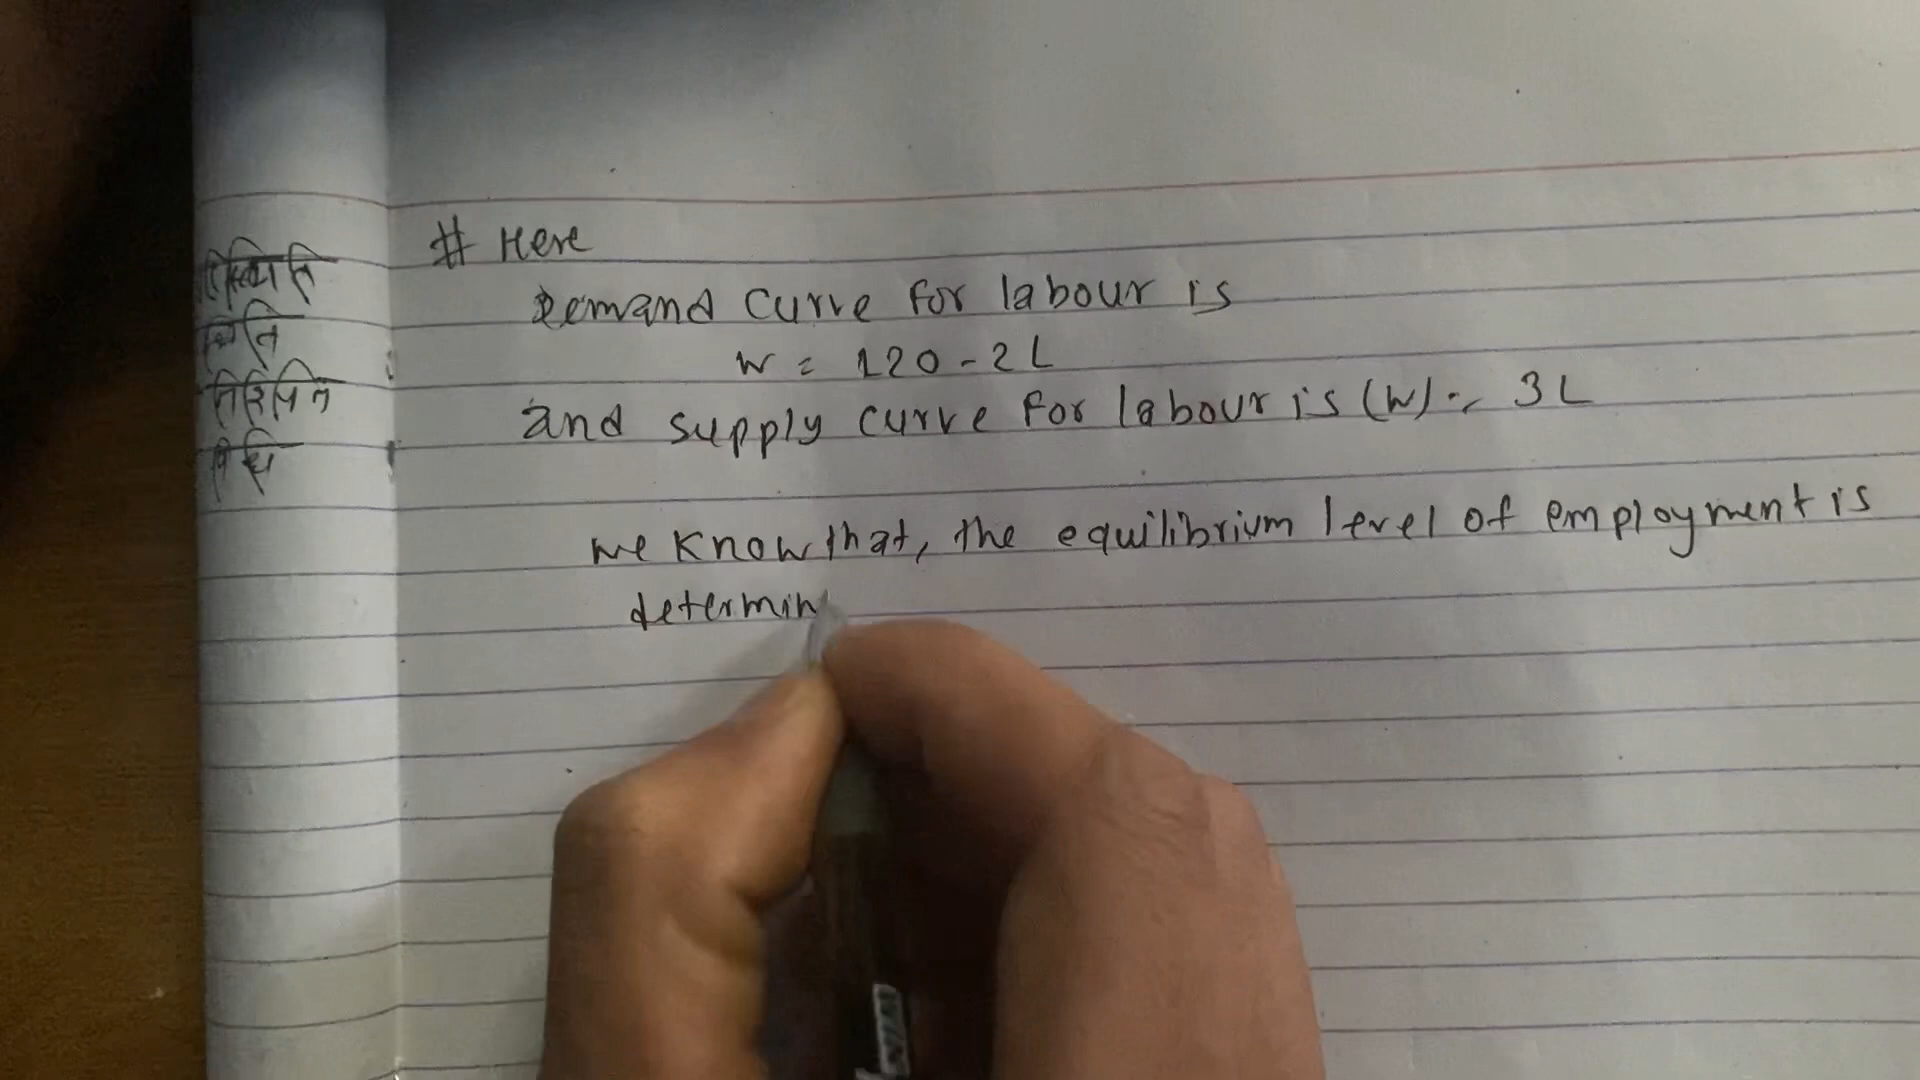 # Here
Demand curve for labour is
W = 120 - 2L
and supply curve for labour is (W) = 3L
we know that, the equilibrium level of employment is
determin